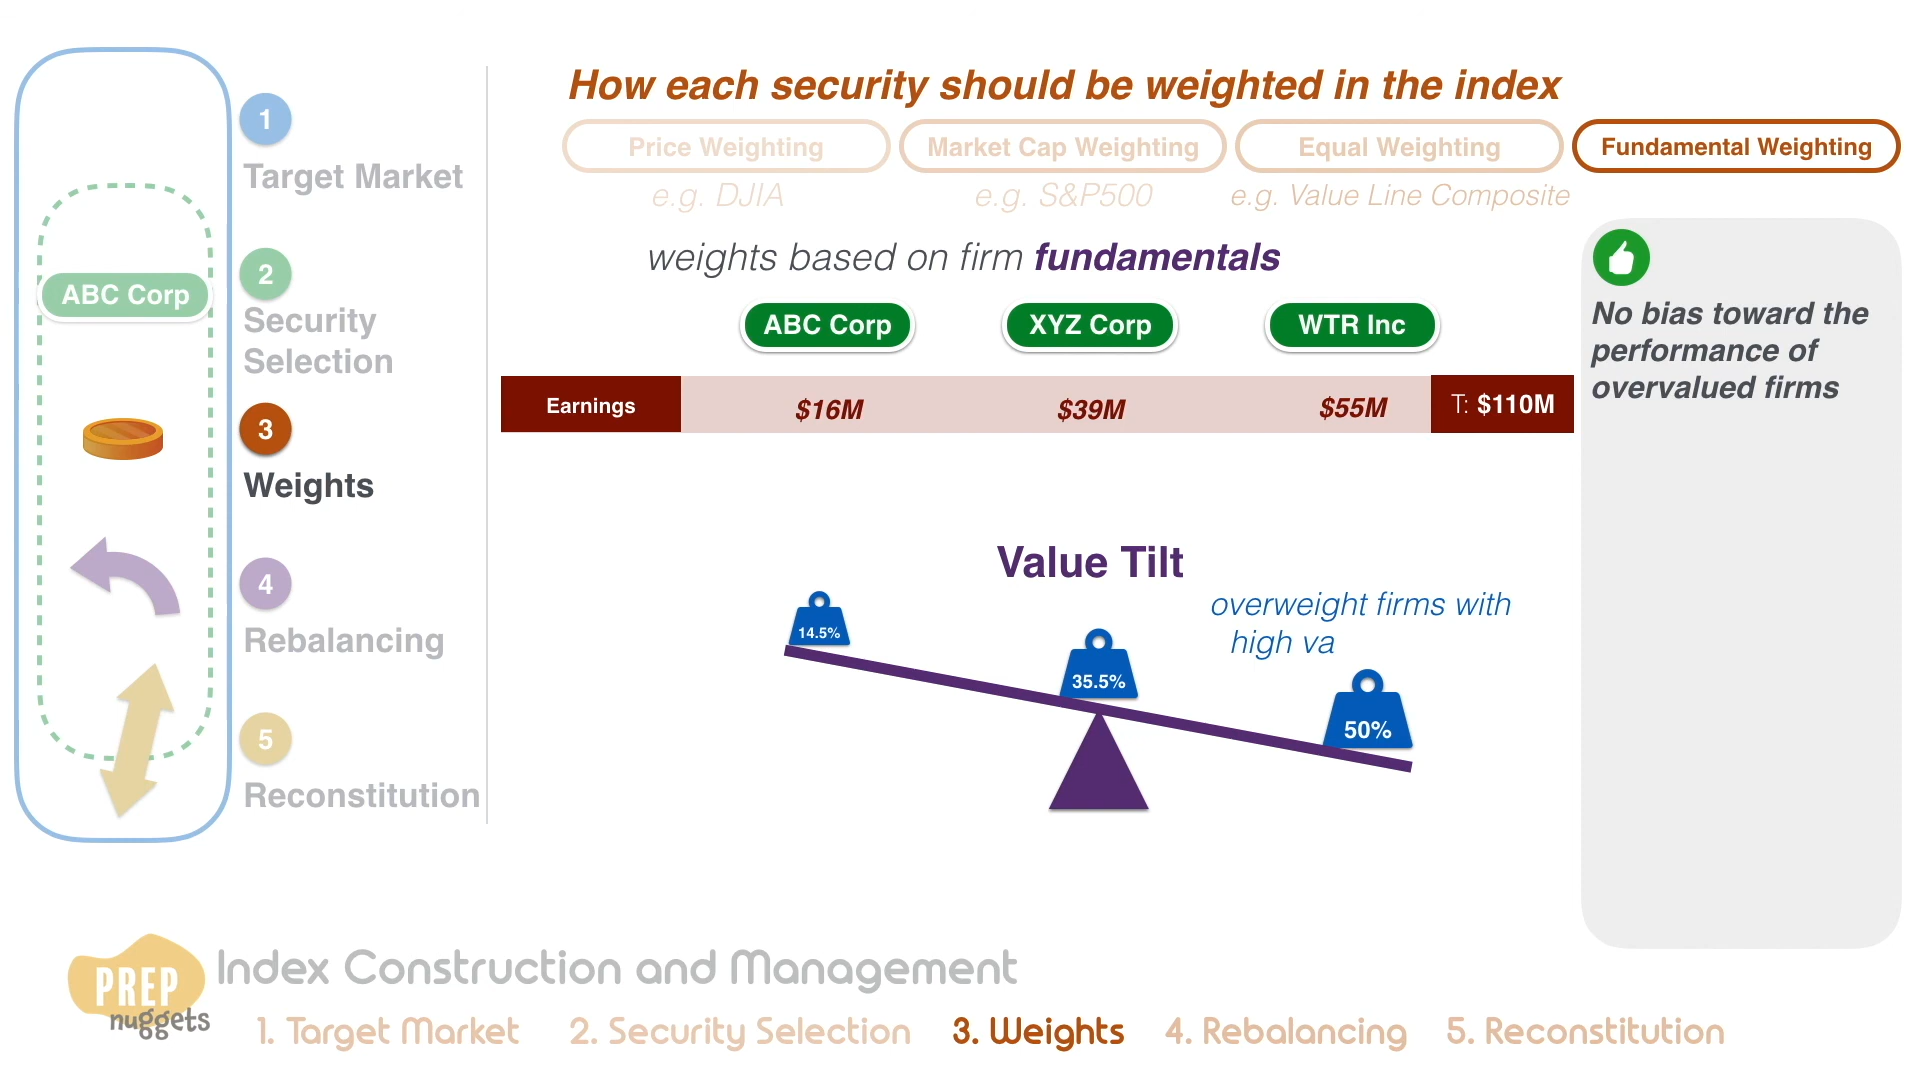 How each security should be weighted in the index
Price Weighting
Market Cap Weighting
Equal Weighting
Fundamental Weighting
e.g. DJIA
e.g. S&P500
e.g. Value Line Composite
weights based on firm fundamentals
1
Target Market
2
Security
Selection
ABC Corp
3
Weights
4
Rebalancing
5
Reconstitution
ABC Corp
XYZ Corp
WTR Inc
Earnings
$16M
$39M
$55M
T: $110M
No bias toward the
performance of
overvalued firms
Value Tilt
overweight firms with
high va
14.5%
35.5%
50%
PREP
nuggets
Index Construction and Management
1. Target Market
2. Security Selection
3. Weights
4. Rebalancing
5. Reconstitution